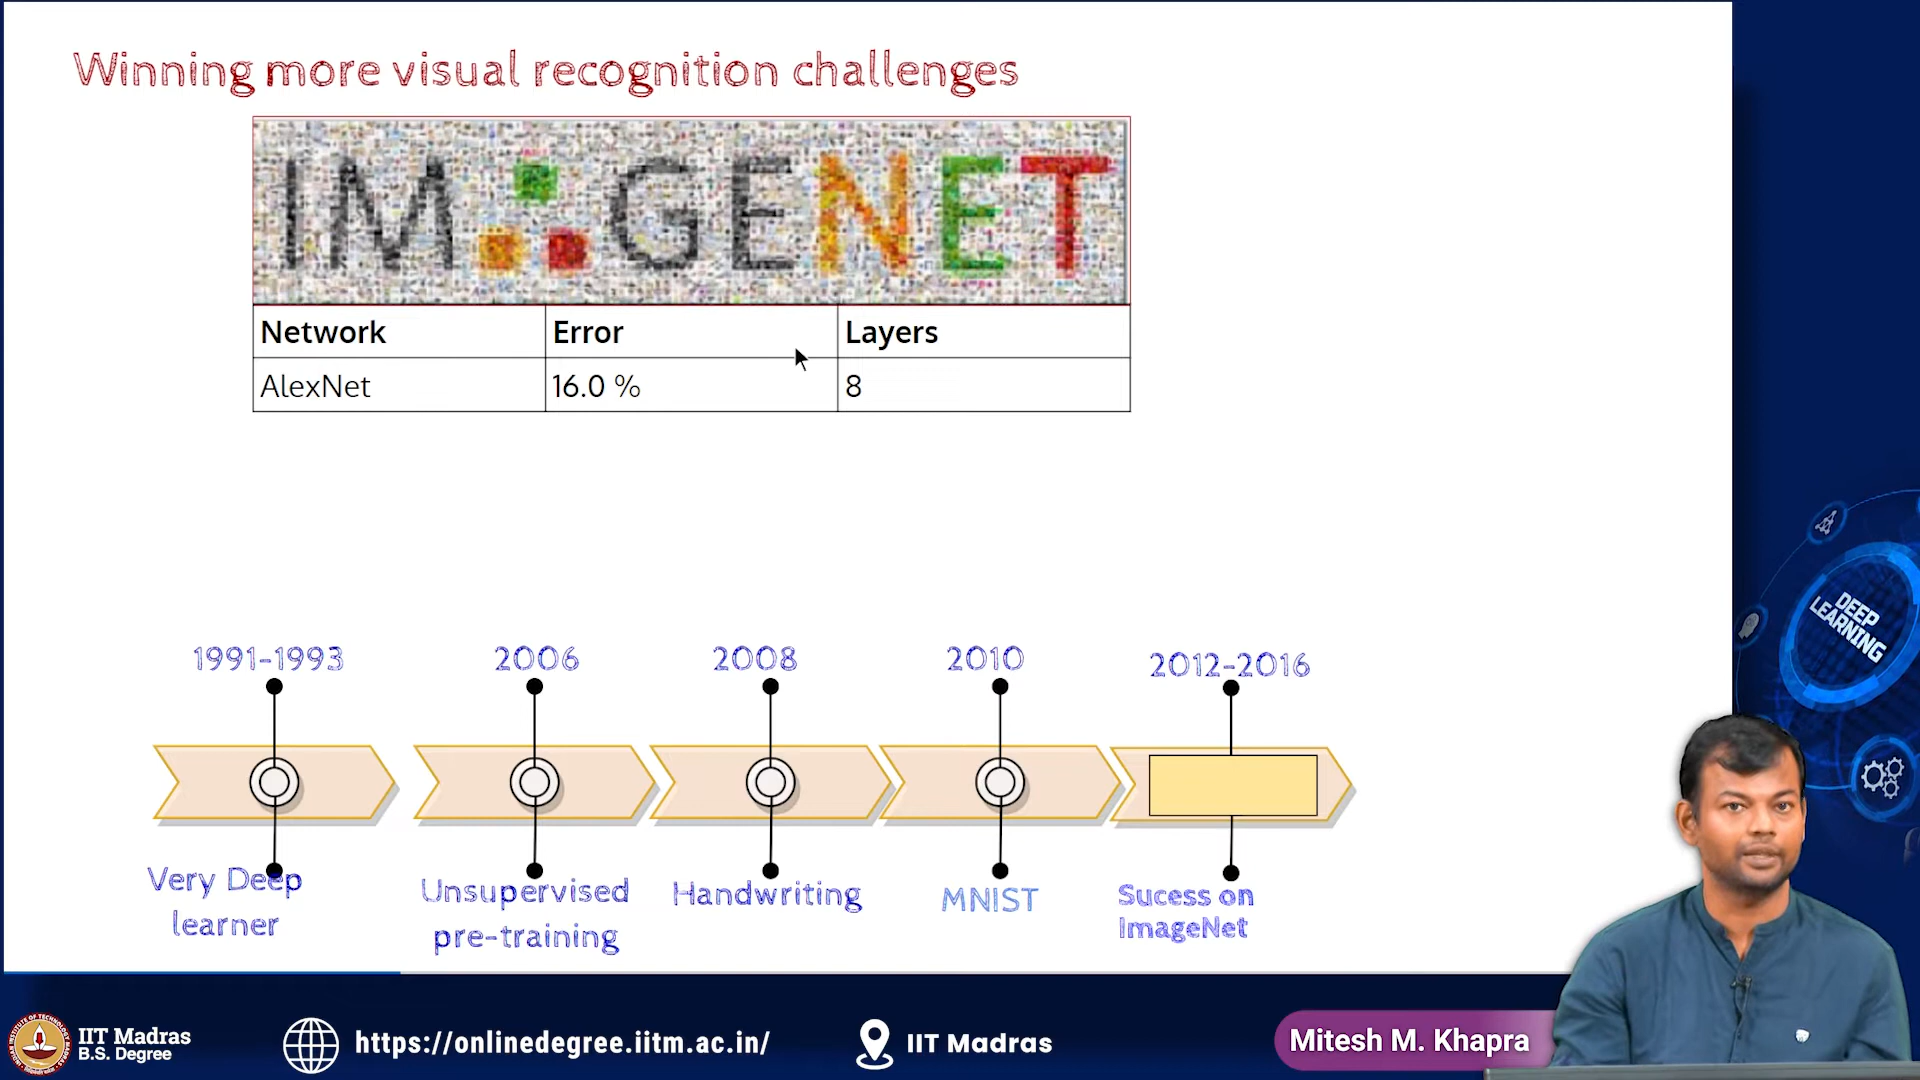 Winning more visual recognition challenges
IM GENET
Network Error Layers
AlexNet 16.0 % 8
1991-1993 2006 2008 2010 2012-2016
Very Deep
learner
Unsupervised
pre-training
Handwriting
MNIST
Sucess on
ImageNet
DEEP
LEARNING
IIT Madras
B.S. Degree
https://onlinedegree.iitm.ac.in/
IIT Madras
Mitesh M. Khapra